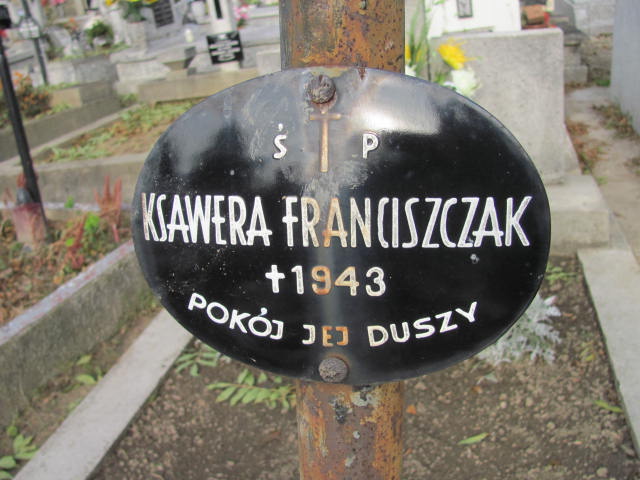 Ś P
KSAWERA FRANCISZCZAK
†1943
POKÓJ JEJ DUSZY